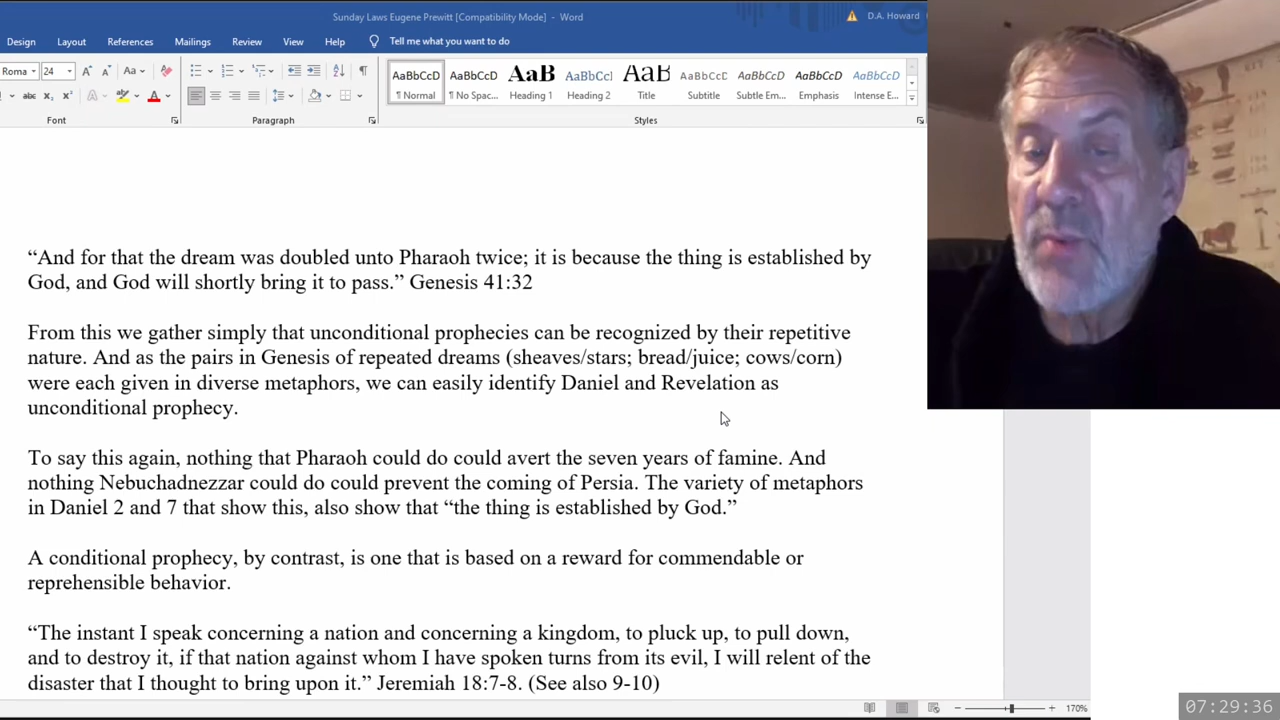 Sunday Laws Eugene Prewitt [Compatibility Mode] - Word
D.A. Howard
Design Layout References Mailings Review View Help Tell me what you want to do
Roma 24 Aa
AaBbCcD AaBbCcD AaB AaBbCc AaB AaBbCcD AaBbCcD AaBbCcD AaBbCcD
¶ Normal ¶ No Spac... Heading 1 Heading 2 Title Subtitle Subtle Em... Emphasis Intense E...
Font Paragraph Styles
“And for that the dream was doubled unto Pharaoh twice; it is because the thing is established by
God, and God will shortly bring it to pass.” Genesis 41:32
From this we gather simply that unconditional prophecies can be recognized by their repetitive
nature. And as the pairs in Genesis of repeated dreams (sheaves/stars; bread/juice; cows/corn)
were each given in diverse metaphors, we can easily identify Daniel and Revelation as
unconditional prophecy.
To say this again, nothing that Pharaoh could do could avert the seven years of famine. And
nothing Nebuchadnezzar could do could prevent the coming of Persia. The variety of metaphors
in Daniel 2 and 7 that show this, also show that “the thing is established by God.”
A conditional prophecy, by contrast, is one that is based on a reward for commendable or
reprehensible behavior.
“The instant I speak concerning a nation and concerning a kingdom, to pluck up, to pull down,
and to destroy it, if that nation against whom I have spoken turns from its evil, I will relent of the
disaster that I thought to bring upon it.” Jeremiah 18:7-8. (See also 9-10)
170%
07:29:36